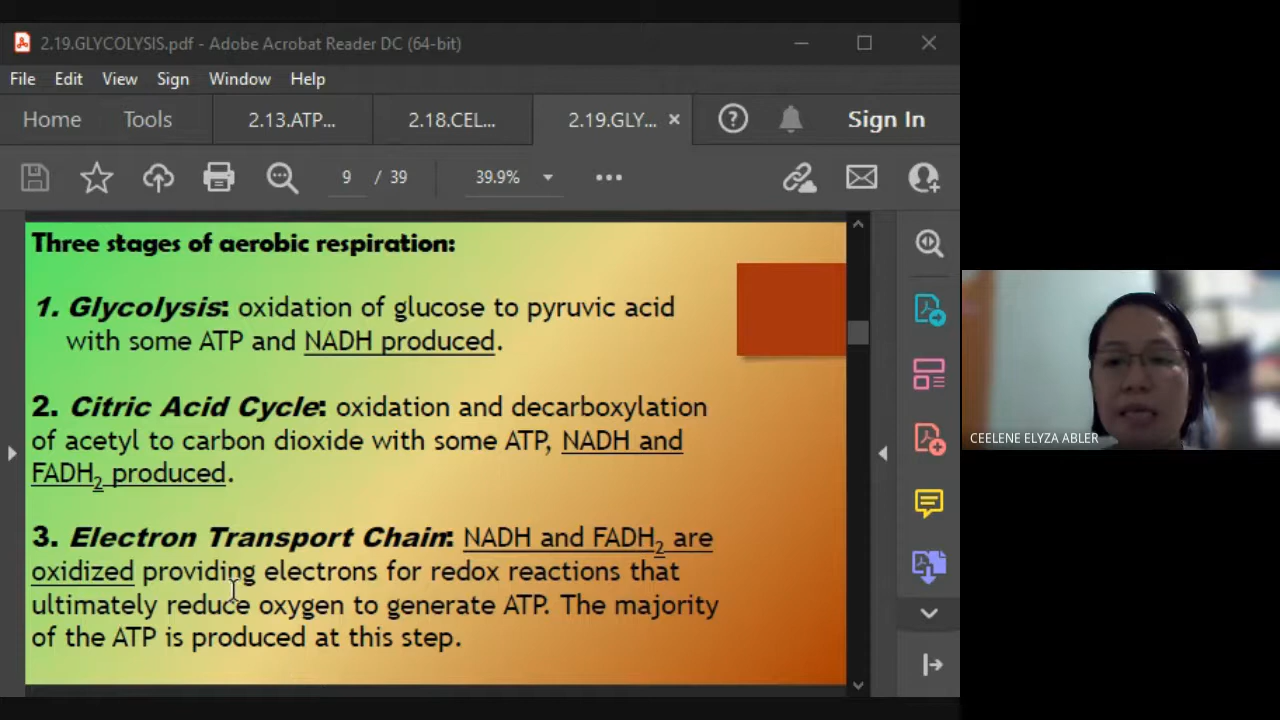 2.19.GLYCOLYSIS.pdf - Adobe Acrobat Reader DC (64-bit)
File Edit View Sign Window Help
Home Tools 2.13.ATP... 2.18.CEL... 2.19.GLY... Sign In
9 / 39 39.9%
Three stages of aerobic respiration:
1. Glycolysis: oxidation of glucose to pyruvic acid
with some ATP and NADH produced.
2. Citric Acid Cycle: oxidation and decarboxylation
of acetyl to carbon dioxide with some ATP, NADH and
FADH₂ produced.
3. Electron Transport Chain: NADH and FADH₂ are
oxidized providing electrons for redox reactions that
ultimately reduce oxygen to generate ATP. The majority
of the ATP is produced at this step.
CEELENE ELYZA ABLER